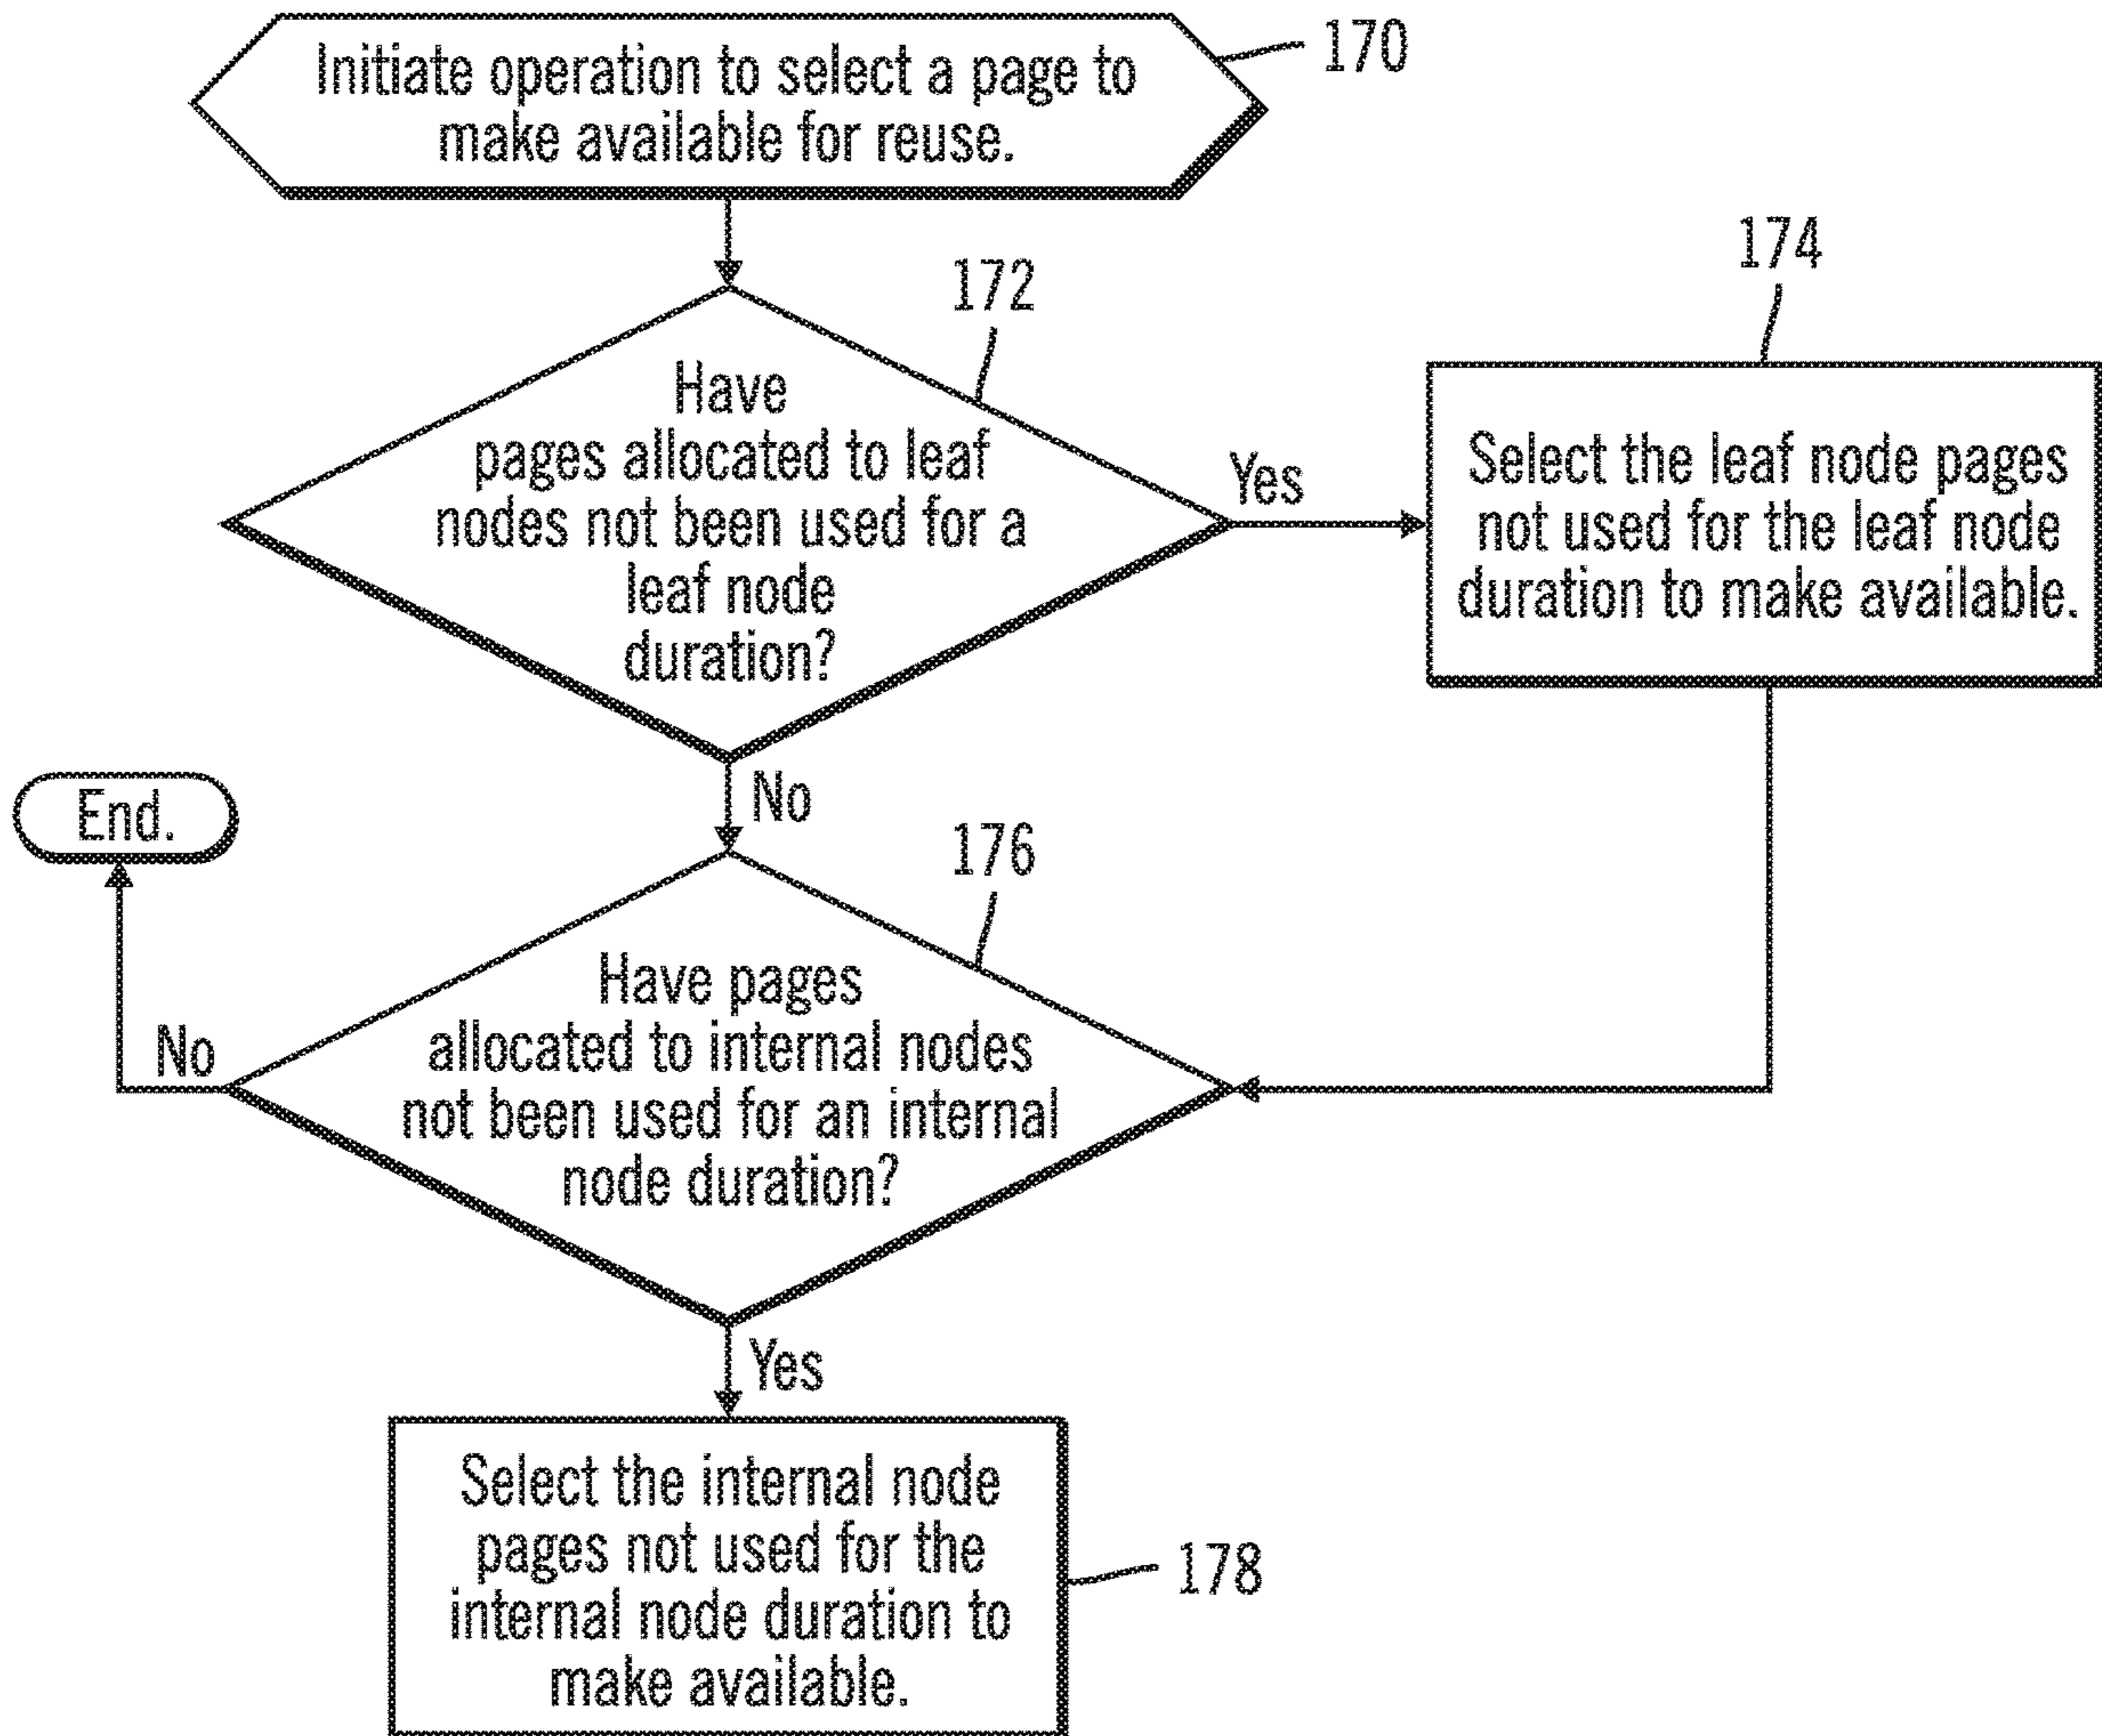 Initiate operation to select a page to
make available for reuse.
170
172
Have
pages allocated to leaf
nodes not been used for a
leaf node
duration?
Yes
174
Select the leaf node pages
not used for the leaf node
duration to make available.
No
End.
176
Have pages
allocated to internal nodes
not been used for an internal
node duration?
No
Yes
Select the internal node
pages not used for the
internal node duration to
make available.
178